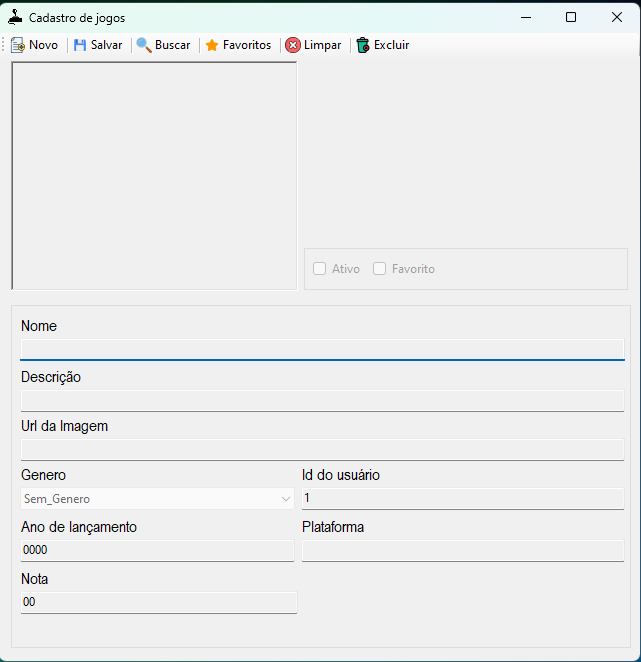 Cadastro de jogos
Novo Salvar Buscar Favoritos Limpar Excluir
Ativo Favorito
Nome
Descrição
Url da Imagem
Genero Id do usuário
Sem_Genero 1
Ano de lançamento Plataforma
0000
Nota
00